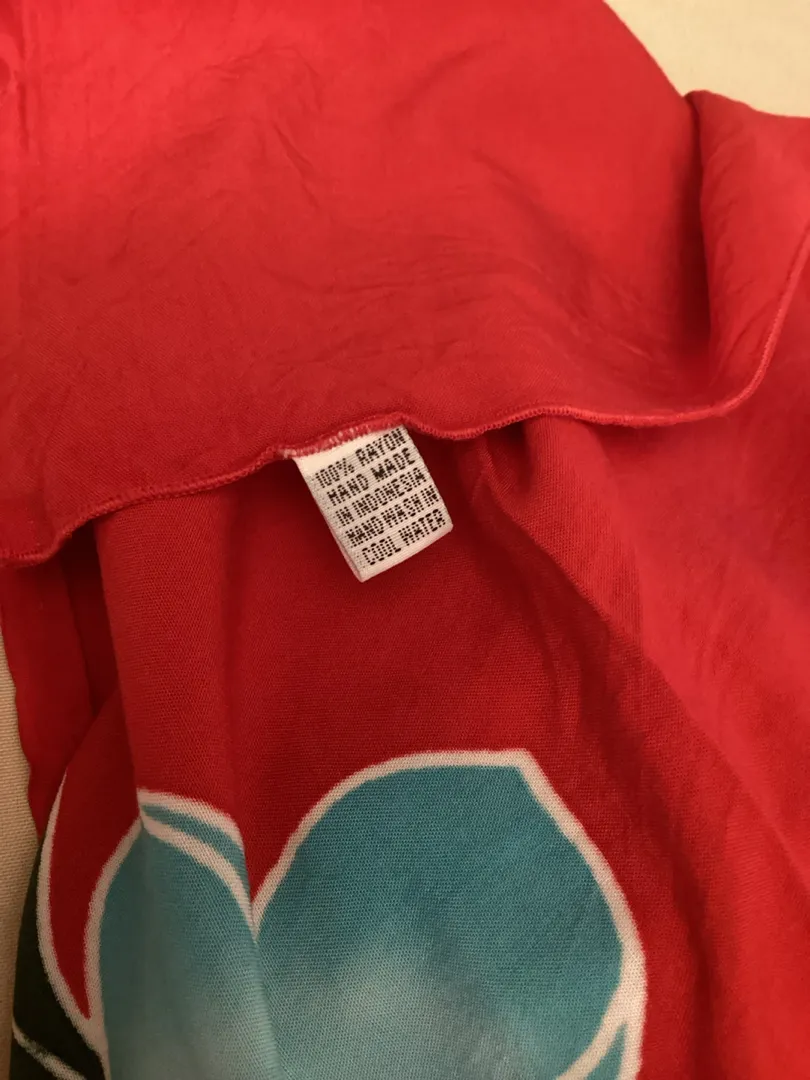 100% RAYON
HAND MADE
IN INDONESIA
HAND WASH IN
COOL WATER